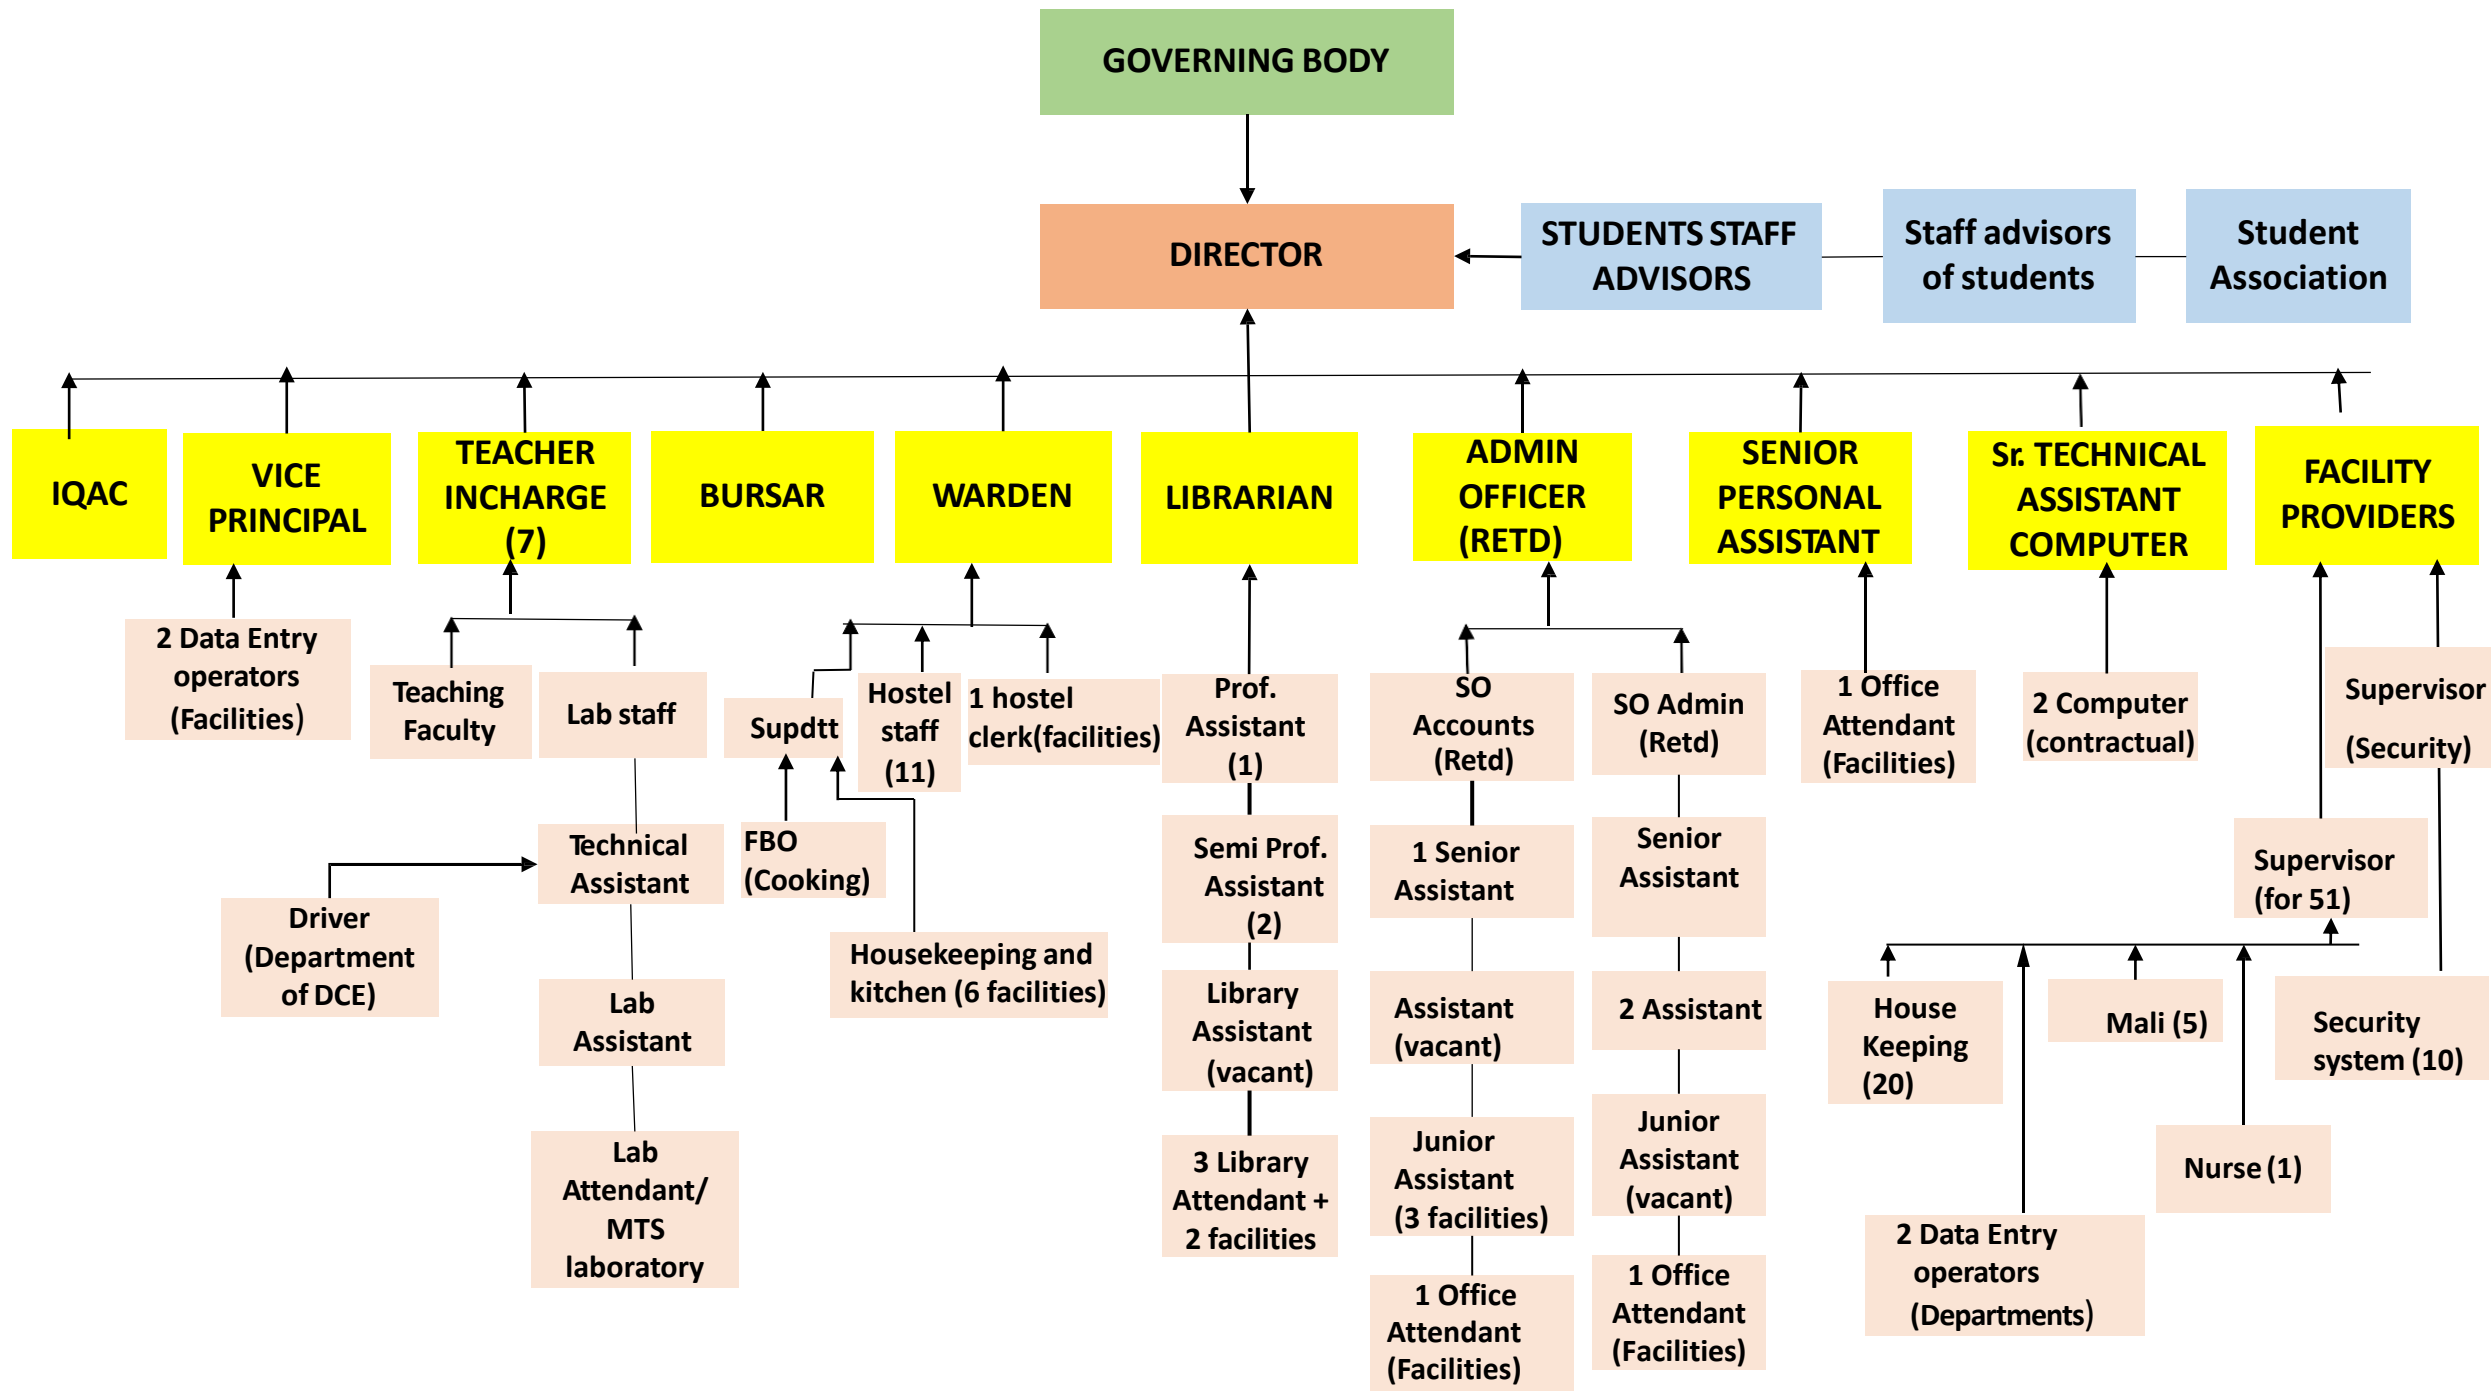 GOVERNING BODY
DIRECTOR
STUDENTS STAFF
ADVISORS
Staff advisors
of students
Student
Association
IQAC
VICE
PRINCIPAL
TEACHER
INCHARGE
(7)
BURSAR
WARDEN
LIBRARIAN
ADMIN
OFFICER
(RETD)
SENIOR
PERSONAL
ASSISTANT
Sr. TECHNICAL
ASSISTANT
COMPUTER
FACILITY
PROVIDERS
2 Data Entry
operators
(Facilities)
Teaching
Faculty
Lab staff
Supdtt
Hostel
staff
(11)
1 hostel
clerk(facilities)
Prof.
Assistant
(1)
SO
Accounts
(Retd)
SO Admin
(Retd)
1 Office
Attendant
(Facilities)
2 Computer
(contractual)
Supervisor
(Security)
Technical
Assistant
FBO
(Cooking)
Semi Prof.
Assistant
(2)
1 Senior
Assistant
Senior
Assistant
Supervisor
(for 51)
Driver
(Department
of DCE)
Housekeeping and
kitchen (6 facilities)
Lab
Assistant
Library
Assistant
(vacant)
Assistant
(vacant)
2 Assistant
House
Keeping
(20)
Mali (5)
Security
system (10)
Lab
Attendant/
MTS
laboratory
3 Library
Attendant +
2 facilities
Junior
Assistant
(3 facilities)
Junior
Assistant
(vacant)
Nurse (1)
2 Data Entry
operators
(Departments)
1 Office
Attendant
(Facilities)
1 Office
Attendant
(Facilities)